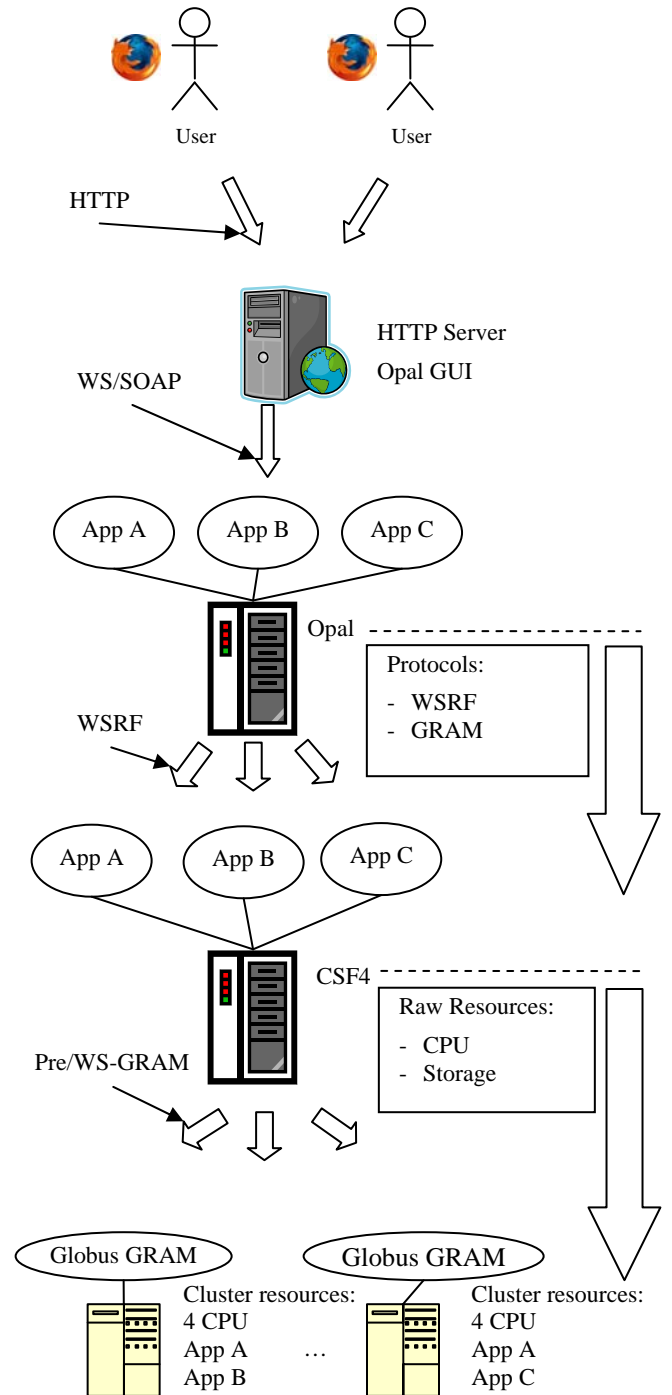 User
User
HTTP
HTTP Server
Opal GUI
WS/SOAP
App A
App B
App C
Opal
Protocols:
- WSRF
- GRAM
WSRF
App A
App B
App C
CSF4
Raw Resources:
- CPU
- Storage
Pre/WS-GRAM
Globus GRAM
Globus GRAM
Cluster resources:
4 CPU
App A
App B
...
Cluster resources:
4 CPU
App A
App C